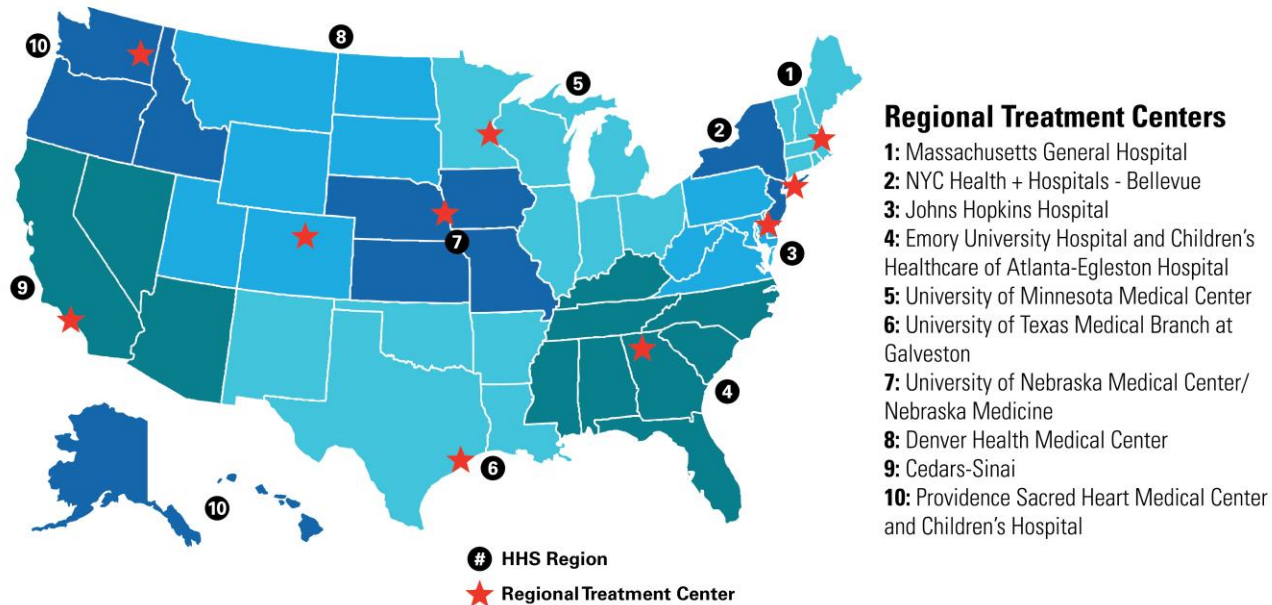 10
8
5
1
2
9
7
3
4
6
10
# HHS Region
Regional Treatment Center
Regional Treatment Centers
1: Massachusetts General Hospital
2: NYC Health + Hospitals - Bellevue
3: Johns Hopkins Hospital
4: Emory University Hospital and Children's
Healthcare of Atlanta-Egleston Hospital
5: University of Minnesota Medical Center
6: University of Texas Medical Branch at
Galveston
7: University of Nebraska Medical Center/
Nebraska Medicine
8: Denver Health Medical Center
9: Cedars-Sinai
10: Providence Sacred Heart Medical Center
and Children's Hospital